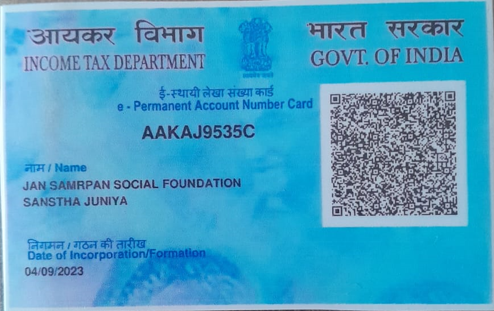 आयकर विभाग
INCOME TAX DEPARTMENT
भारत सरकार
GOVT. OF INDIA
ई-स्थायी लेखा संख्या कार्ड
e - Permanent Account Number Card
AAKAJ9535C
नाम / Name
JAN SAMRPAN SOCIAL FOUNDATION
SANSTHA JUNIYA
निगमन / गठन की तारीख
Date of Incorporation/Formation
04/09/2023